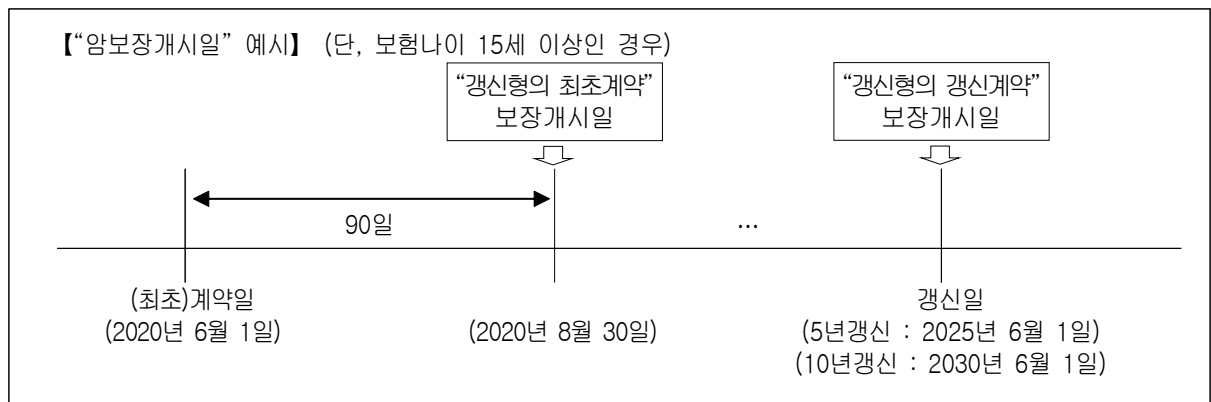 【“암보장개시일” 예시】 (단, 보험나이 15세 이상인 경우)
“갱신형의 최초계약”
보장개시일
“갱신형의 갱신계약”
보장개시일
90일
…
(최초)계약일
(2020년 6월 1일)
(2020년 8월 30일)
갱신일
(5년갱신 : 2025년 6월 1일)
(10년갱신 : 2030년 6월 1일)